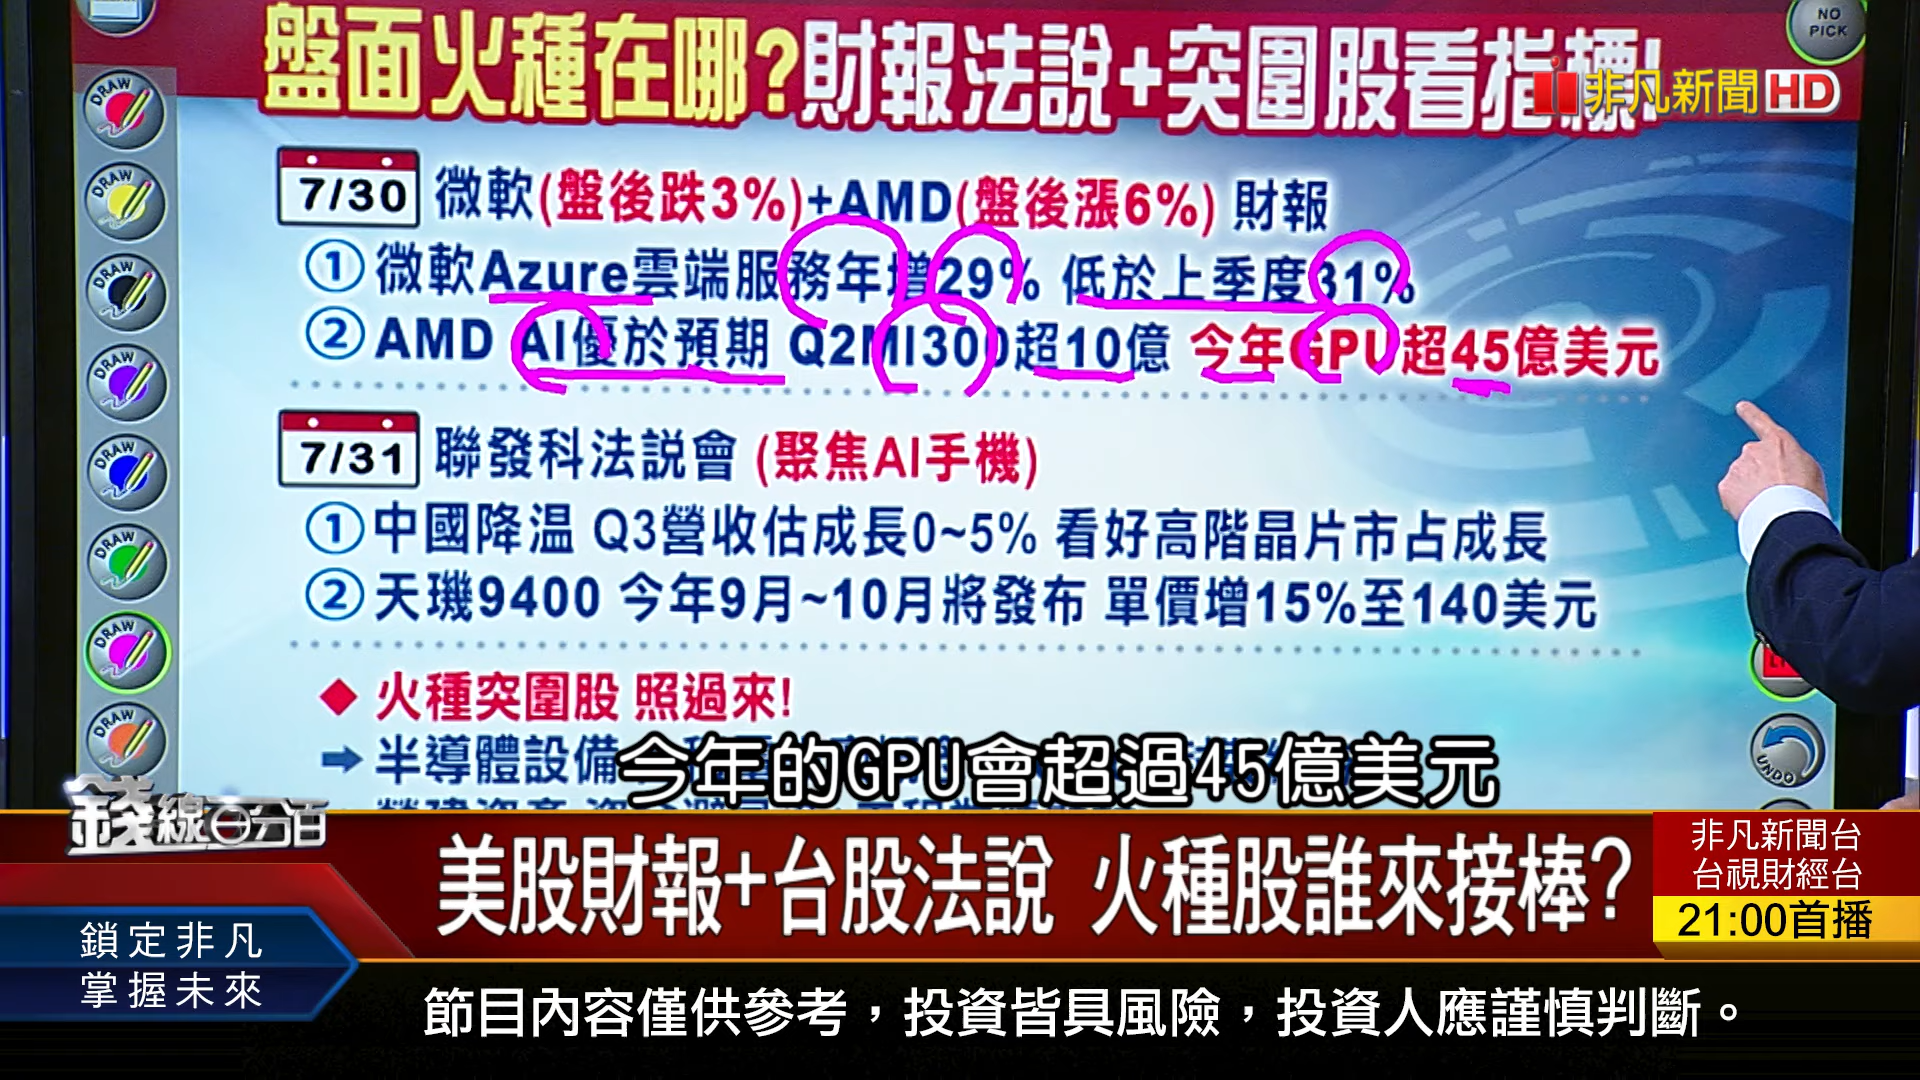 盤面火種在哪?財報法說+突圍股看指標!
NO
PICK
非凡新聞HD
DRAW
DRAW
DRAW
DRAW
DRAW
DRAW
DRAW
DRAW
7/30 微軟(盤後跌3%)+AMD(盤後漲6%) 財報
①微軟Azure雲端服務年增29% 低於上季度31%
②AMD AI優於預期 Q2MI300超10億 今年GPU超45億美元
7/31 聯發科法說會 (聚焦AI手機)
①中國降温 Q3營收估成長0~5% 看好高階晶片市占成長
②天璣9400 今年9月~10月將發布 單價增15%至140美元
◆火種突圍股 照過來!
➡半導體設備
UNDO
今年的GPU會超過45億美元
錢線百分百
美股財報+台股法說 火種股誰來接棒?
非凡新聞台
台視財經台
21:00首播
鎖定非凡
掌握未來
節目內容僅供參考，投資皆具風險，投資人應謹慎判斷。